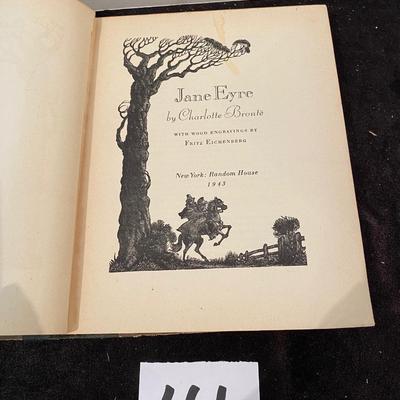 Jane Eyre
by Charlotte Brontë
WITH WOOD ENGRAVINGS BY
FRITZ EICHENBERG
New York: Random House
1943